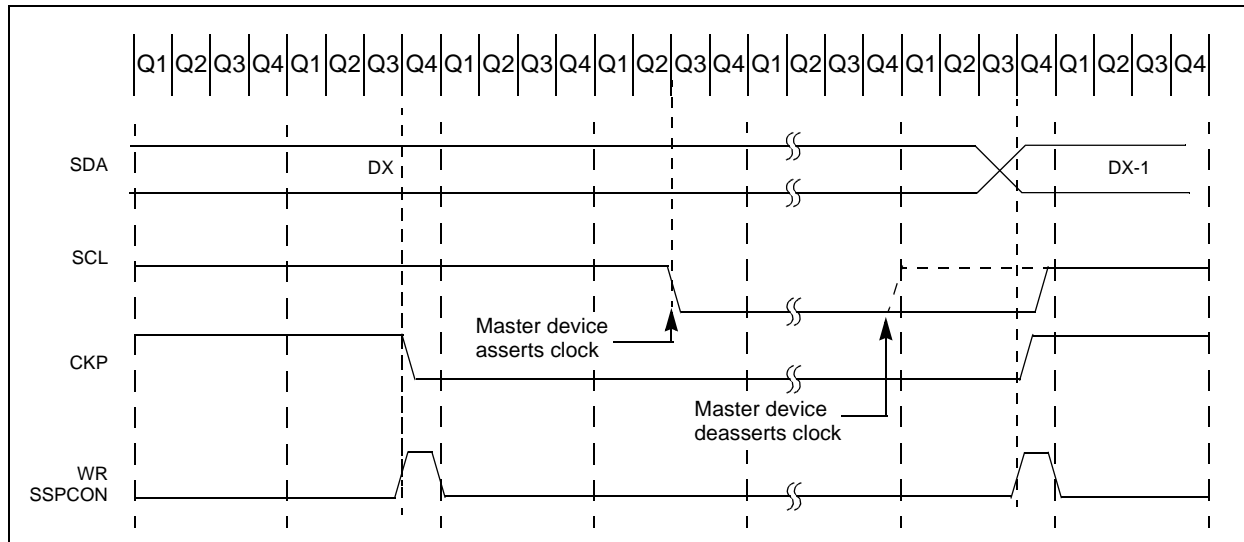 Q1 Q2 Q3 Q4 Q1 Q2 Q3 Q4 Q1 Q2 Q3 Q4 Q1 Q2 Q3 Q4 Q1 Q2 Q3 Q4 Q1 Q2 Q3 Q4 Q1 Q2 Q3 Q4
SDA
DX
DX-1
SCL
Master device
asserts clock
CKP
Master device
deasserts clock
WR
SSPCON